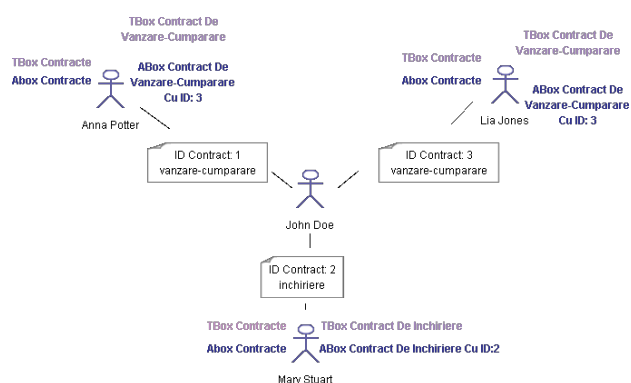 TBox Contract De
Vanzare-Cumparare
TBox Contracte
Abox Contracte
ABox Contract De
Vanzare-Cumparare
Cu ID: 3
Anna Potter
TBox Contract De
Vanzare-Cumparare
TBox Contracte
Abox Contracte
ABox Contract De
Vanzare-Cumparare
Cu ID: 3
Lia Jones
ID Contract: 1
vanzare-cumparare
ID Contract: 3
vanzare-cumparare
John Doe
ID Contract: 2
inchiriere
TBox Contracte
TBox Contract De Inchiriere
Abox Contracte
ABox Contract De Inchiriere Cu ID:2
Mary Stuart